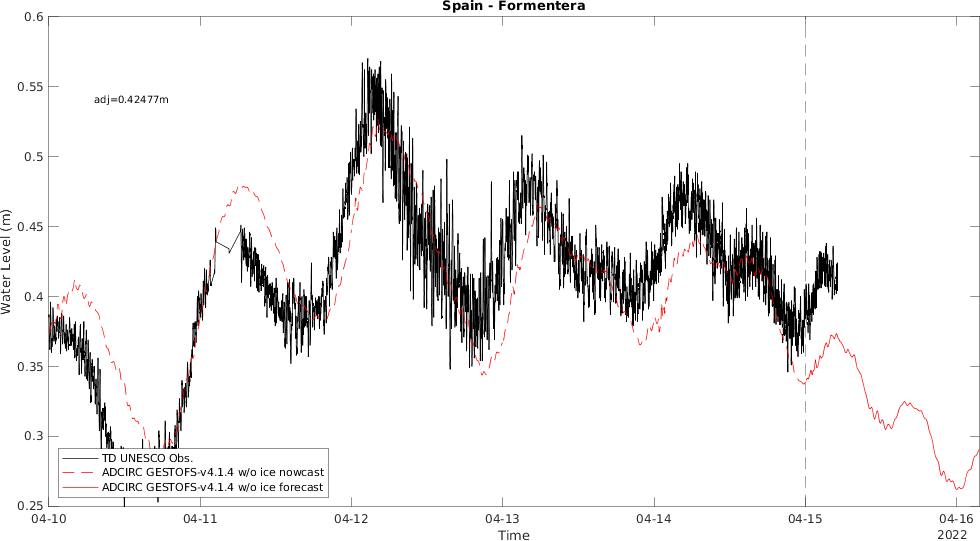 Spain - Formentera
0.6
0.55
0.5
0.45
0.4
0.35
0.3
0.25
Water Level (m)
adj=0.42477m
TD UNESCO Obs.
ADCIRC GESTOFS-v4.1.4 w/o ice nowcast
ADCIRC GESTOFS-v4.1.4 w/o ice forecast
04-10 04-11 04-12 04-13 04-14 04-15 04-16
Time
2022